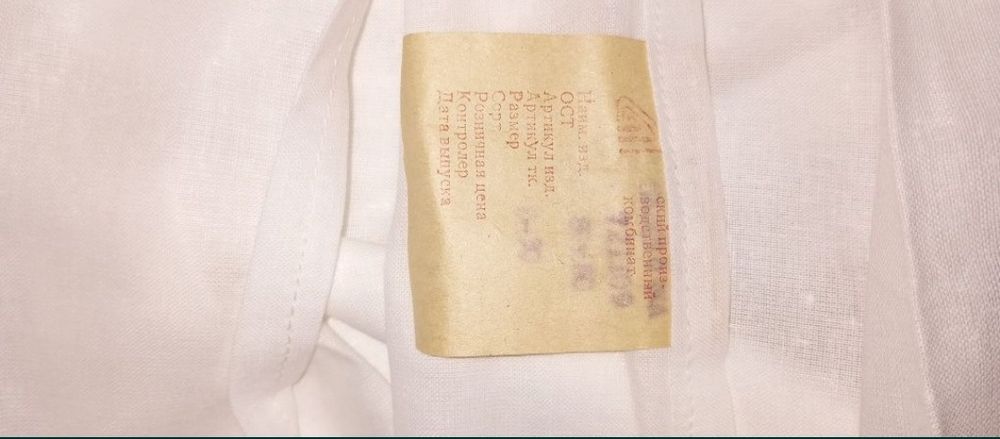 ский произ-
водственный
комбинат
Наим. изд.
ОСТ
Артикул изд.
Артикул тк.
Размер
Сорт
Розничная цена
Контролер
Дата выпуска